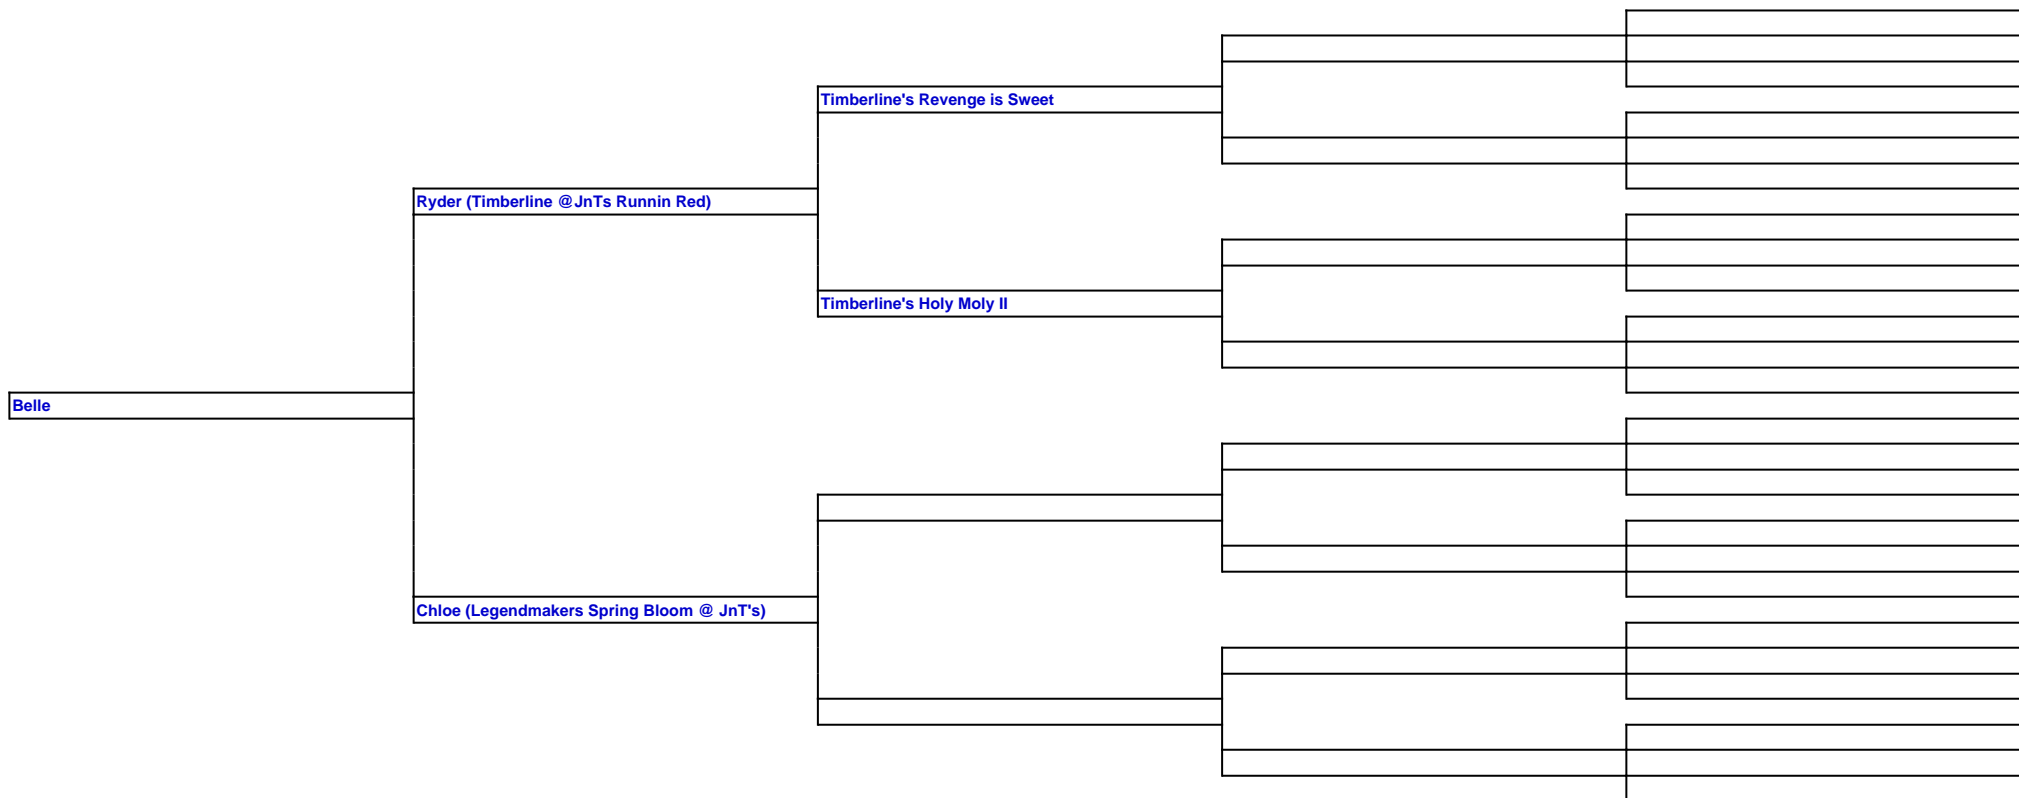 Timberline's Revenge is Sweet
Ryder (Timberline @JnTs Runnin Red)
Timberline's Holy Moly II
Belle
Chloe (Legendmakers Spring Bloom @ JnT's)